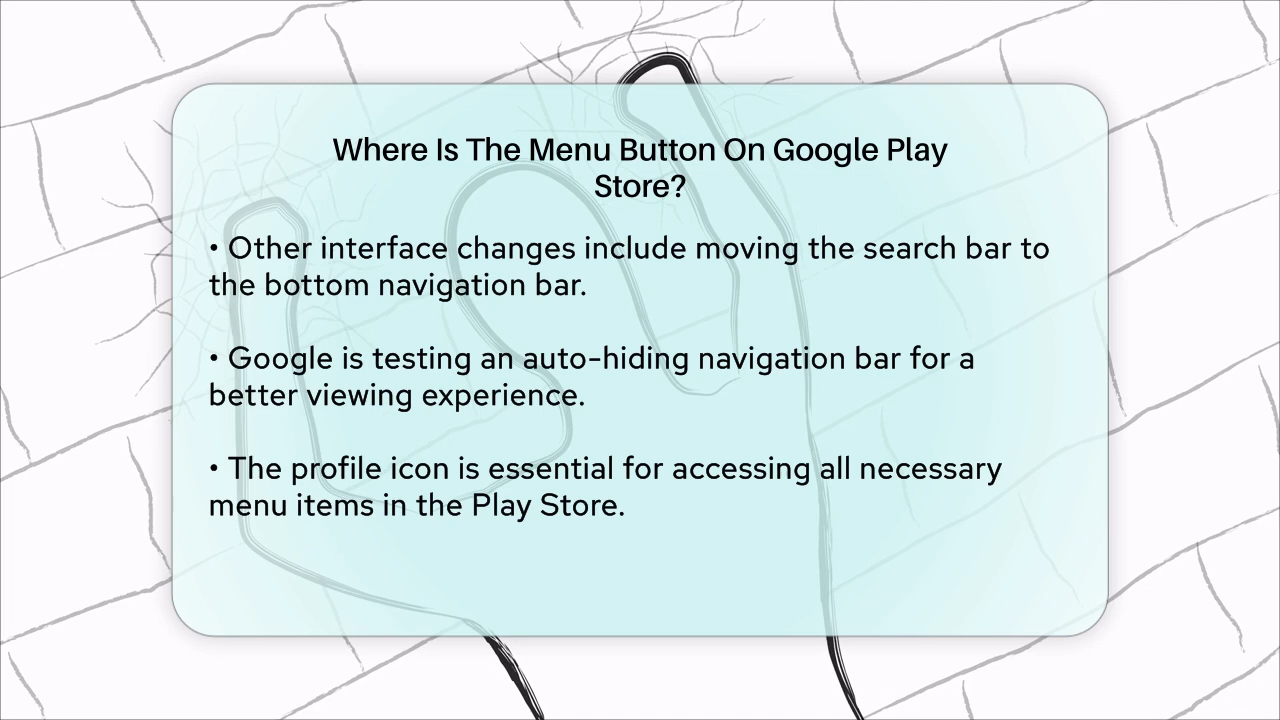 Where Is The Menu Button On Google Play
Store?
• Other interface changes include moving the search bar to
the bottom navigation bar.
• Google is testing an auto-hiding navigation bar for a
better viewing experience.
• The profile icon is essential for accessing all necessary
menu items in the Play Store.